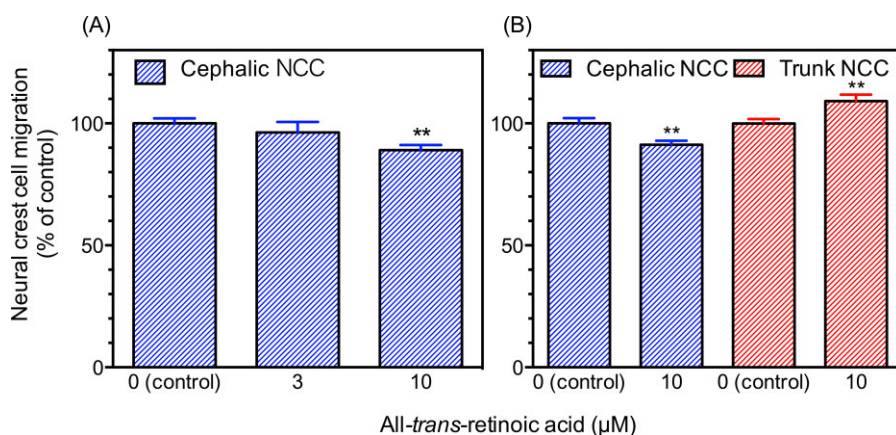 (A)
(B)
Neural crest cell migration
(% of control)
Cephalic NCC
100
50
0
**
0 (control) 3 10
Cephalic NCC Trunk NCC
100
50
0
**
**
0 (control) 10 0 (control) 10
All-trans-retinoic acid (µM)